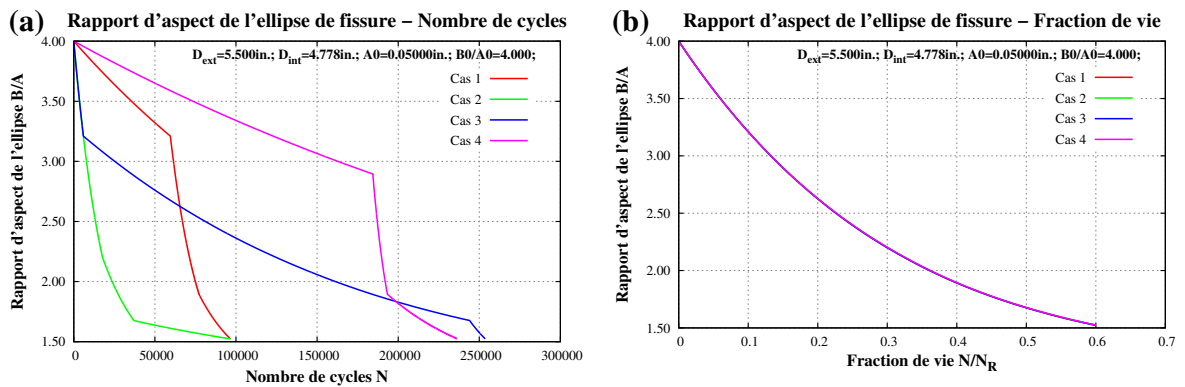 (a)
Rapport d'aspect de l'ellipse de fissure − Nombre de cycles
D_ext=5.500in.; D_int=4.778in.; A0=0.05000in.; B0/A0=4.000;
Cas 1
Cas 2
Cas 3
Cas 4
Rapport d'aspect de l'ellipse B/A
4.00
3.50
3.00
2.50
2.00
1.50
0
50000
100000
150000
200000
250000
300000
Nombre de cycles N
(b)
Rapport d'aspect de l'ellipse de fissure − Fraction de vie
D_ext=5.500in.; D_int=4.778in.; A0=0.05000in.; B0/A0=4.000;
Cas 1
Cas 2
Cas 3
Cas 4
Rapport d'aspect de l'ellipse B/A
4.00
3.50
3.00
2.50
2.00
1.50
0
0.1
0.2
0.3
0.4
0.5
0.6
0.7
Fraction de vie N/N_R